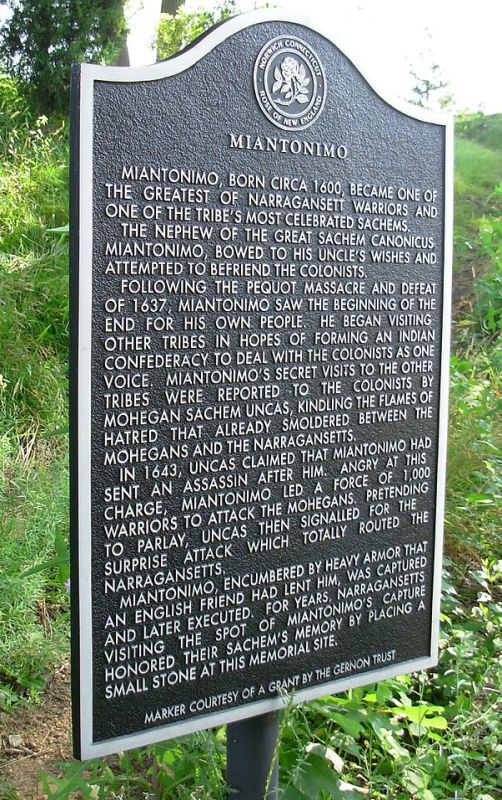 NORWICH CONNECTICUT
ROSE OF NEW ENGLAND
MIANTONIMO
MIANTONIMO, BORN CIRCA 1600, BECAME ONE OF
THE GREATEST OF NARRAGANSETT WARRIORS AND
ONE OF THE TRIBE'S MOST CELEBRATED SACHEMS.
THE NEPHEW OF THE GREAT SACHEM CANONICUS
MIANTONIMO, BOWED TO HIS UNCLE'S WISHES AND
ATTEMPTED TO BEFRIEND THE COLONISTS.
FOLLOWING THE PEQUOT MASSACRE AND DEFEAT
OF 1637, MIANTONIMO SAW THE BEGINNING OF THE
END FOR HIS OWN PEOPLE. HE BEGAN VISITING
OTHER TRIBES IN HOPES OF FORMING AN INDIAN
CONFEDERACY TO DEAL WITH THE COLONISTS AS ONE
VOICE. MIANTONIMO'S SECRET VISITS TO THE OTHER
TRIBES WERE REPORTED TO THE COLONISTS BY
MOHEGAN SACHEM UNCAS, KINDLING THE FLAMES OF
HATRED THAT ALREADY SMOLDERED BETWEEN THE
MOHEGANS AND THE NARRAGANSETTS.
IN 1643, UNCAS CLAIMED THAT MIANTONIMO HAD
SENT AN ASSASSIN AFTER HIM. ANGRY AT THIS
CHARGE, MIANTONIMO LED A FORCE OF 1,000
WARRIORS TO ATTACK THE MOHEGANS. PRETENDING
TO PARLAY, UNCAS THEN SIGNALLED FOR THE
SURPRISE ATTACK WHICH TOTALLY ROUTED THE
NARRAGANSETTS.
MIANTONIMO, ENCUMBERED BY HEAVY ARMOR THAT
AN ENGLISH FRIEND HAD LENT HIM, WAS CAPTURED
AND LATER EXECUTED. FOR YEARS, NARRAGANSETTS
VISITING THE SPOT OF MIANTONIMO'S CAPTURE
HONORED THEIR SACHEM'S MEMORY BY PLACING A
SMALL STONE AT THIS MEMORIAL SITE.
MARKER COURTESY OF A GRANT BY THE GERNON TRUST